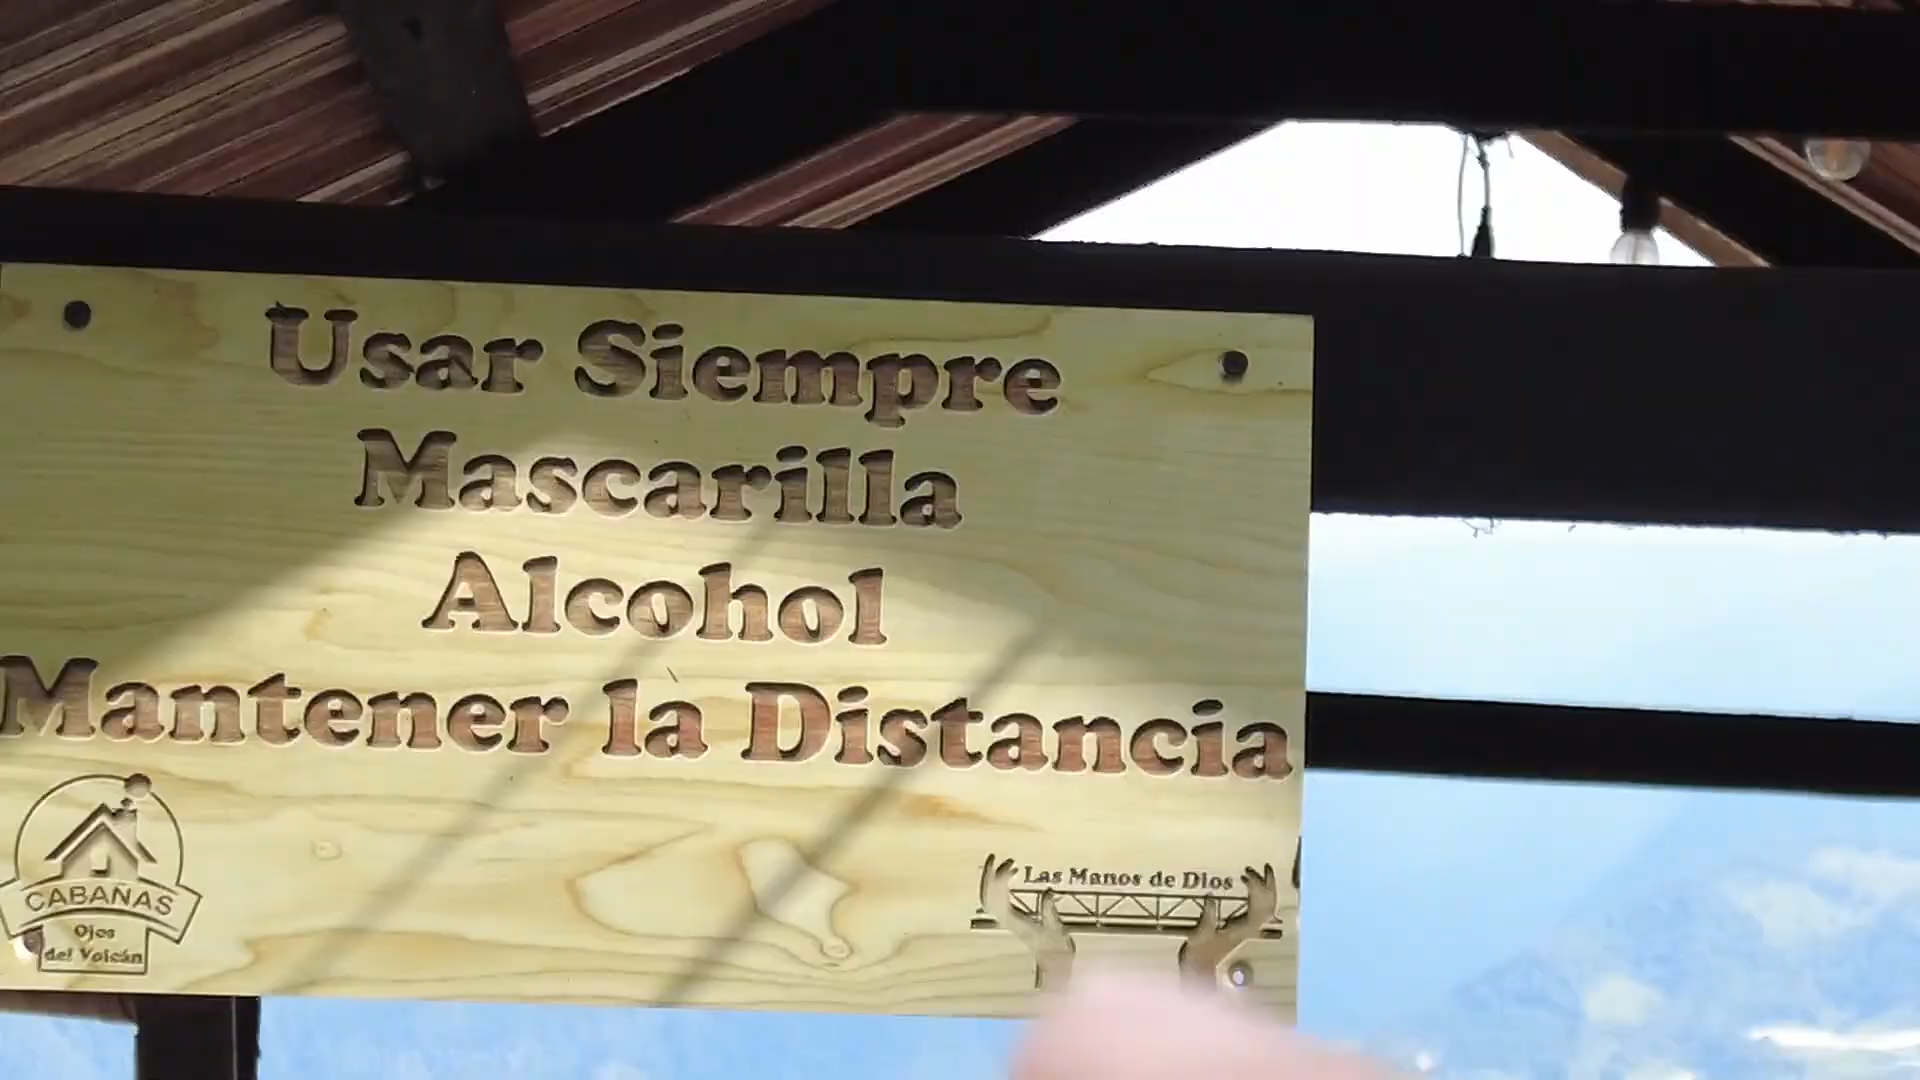 Usar Siempre
Mascarilla
Alcohol
Mantener la Distancia
CABAÑAS
Ojos
del Volcán
Las Manos de Dios